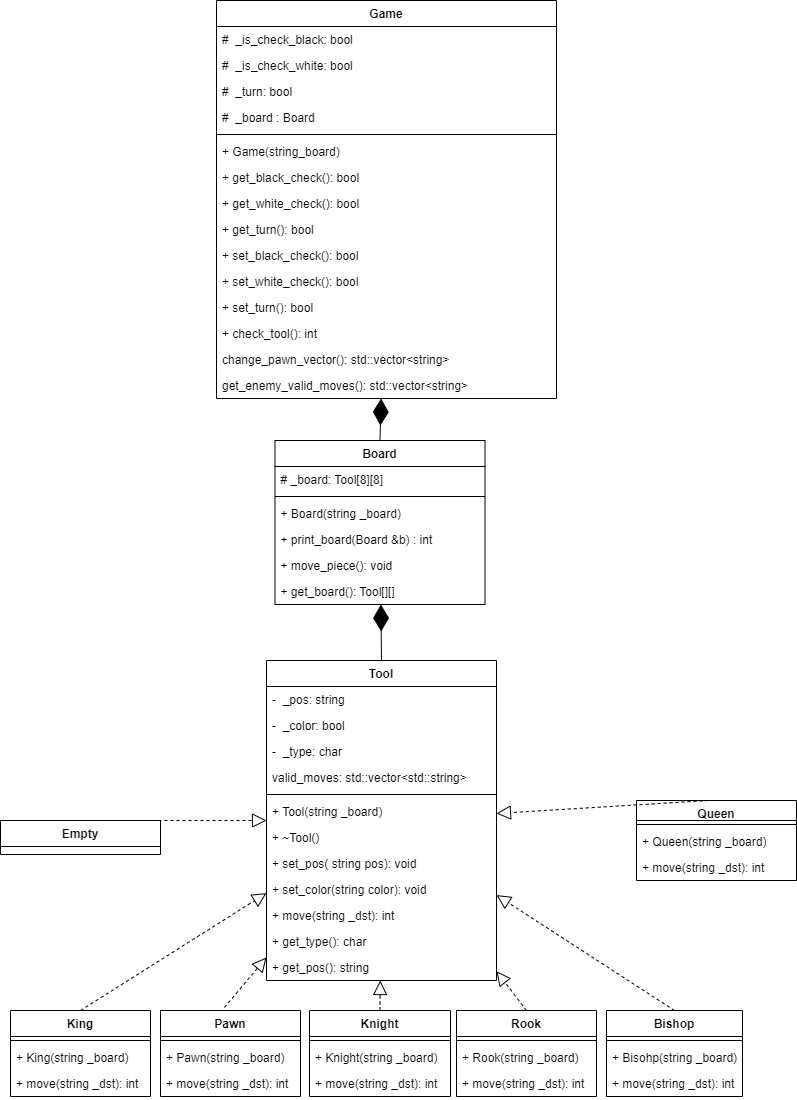 Game
# _is_check_black: bool
# _is_check_white: bool
# _turn: bool
# _board : Board
+ Game(string_board)
+ get_black_check(): bool
+ get_white_check(): bool
+ get_turn(): bool
+ set_black_check(): bool
+ set_white_check(): bool
+ set_turn(): bool
+ check_tool(): int
change_pawn_vector(): std::vector<string>
get_enemy_valid_moves(): std::vector<string>
Board
# _board: Tool[8][8]
+ Board(string _board)
+ print_board(Board &b) : int
+ move_piece(): void
+ get_board(): Tool[][]
Tool
- _pos: string
- _color: bool
- _type: char
valid_moves: std::vector<std::string>
+ Tool(string _board)
+ ~Tool()
+ set_pos( string pos): void
+ set_color(string color): void
+ move(string _dst): int
+ get_type(): char
+ get_pos(): string
Empty
Queen
+ Queen(string _board)
+ move(string _dst): int
King
+ King(string _board)
+ move(string _dst): int
Pawn
+ Pawn(string _board)
+ move(string _dst): int
Knight
+ Knight(string _board)
+ move(string _dst): int
Rook
+ Rook(string _board)
+ move(string _dst): int
Bishop
+ Bisohp(string _board)
+ move(string _dst): int